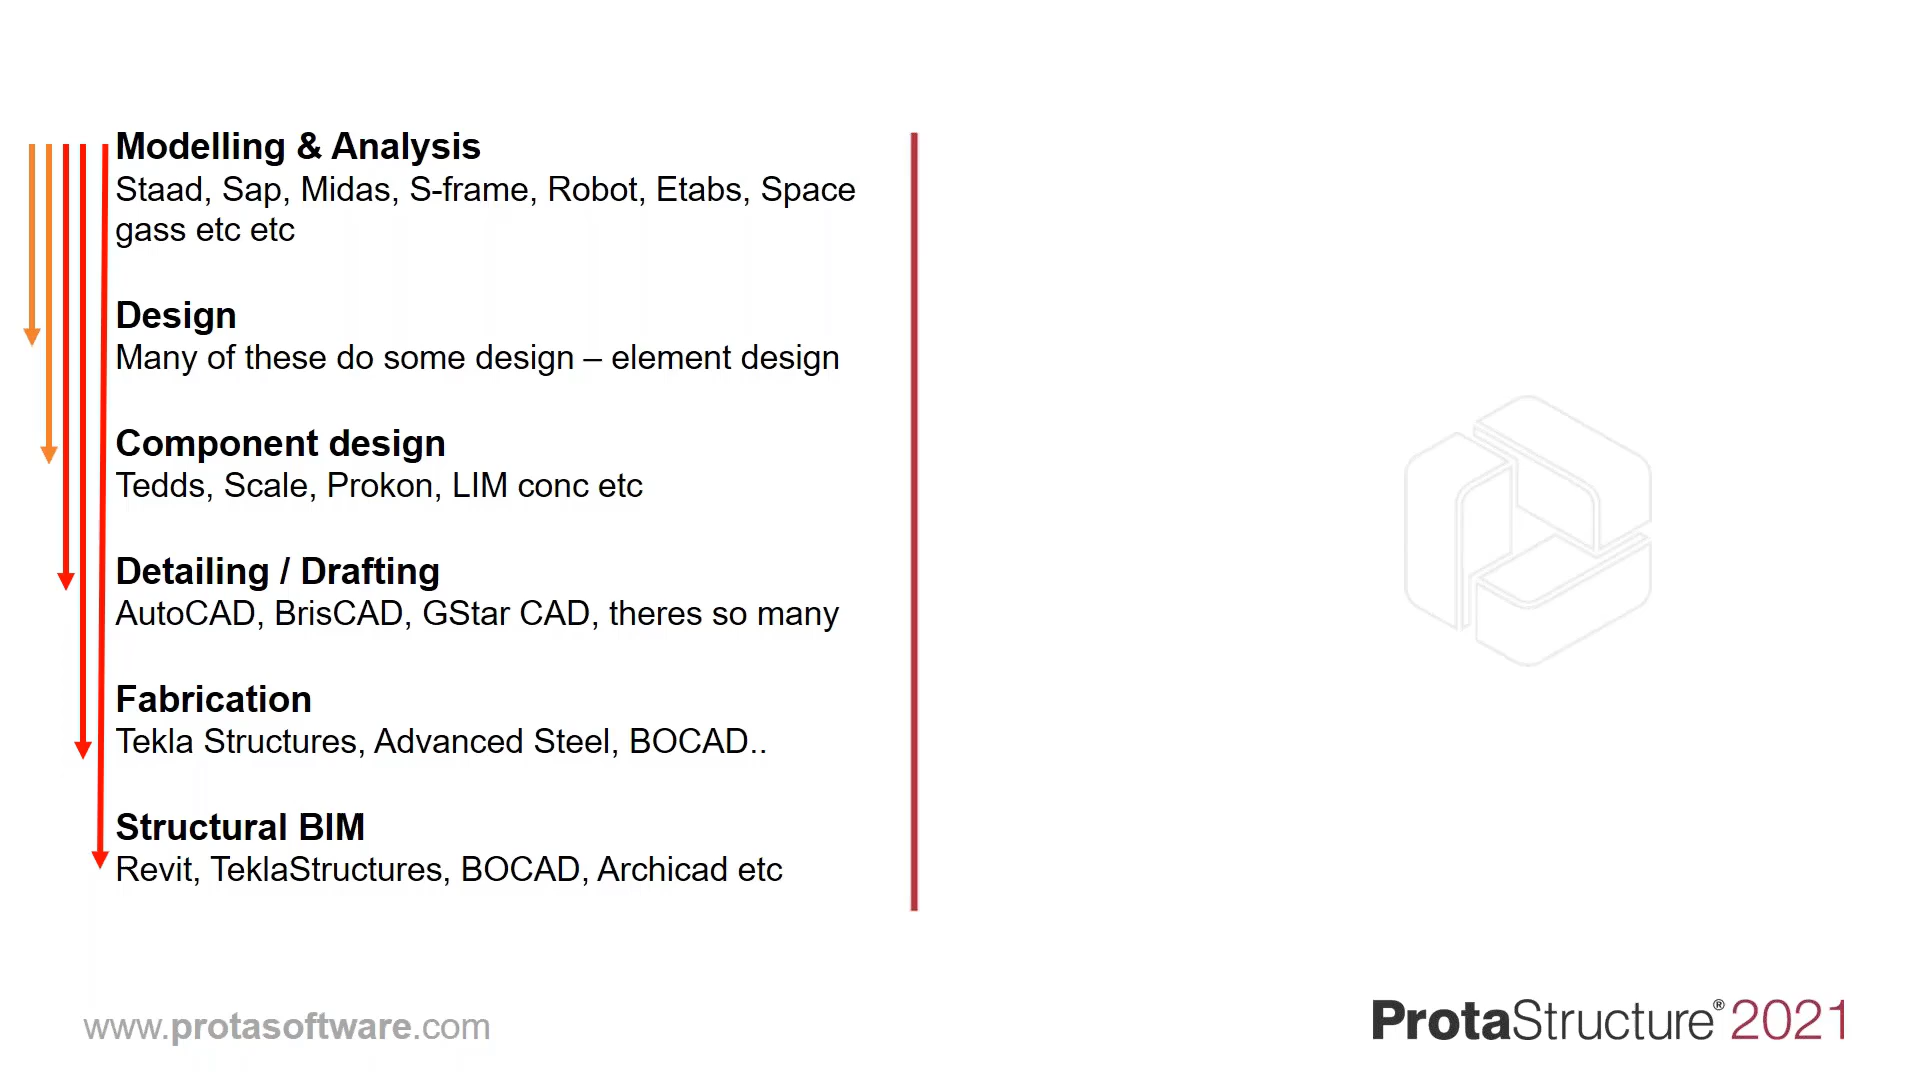 Modelling & Analysis
Staad, Sap, Midas, S-frame, Robot, Etabs, Space
gass etc etc
Design
Many of these do some design – element design
Component design
Tedds, Scale, Prokon, LIM conc etc
Detailing / Drafting
AutoCAD, BrisCAD, GStar CAD, theres so many
Fabrication
Tekla Structures, Advanced Steel, BOCAD..
Structural BIM
Revit, TeklaStructures, BOCAD, Archicad etc
www.protasoftware.com
ProtaStructure® 2021